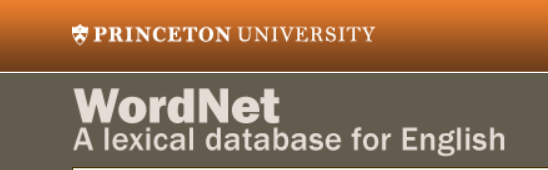 PRINCETON UNIVERSITY
WordNet
A lexical database for English